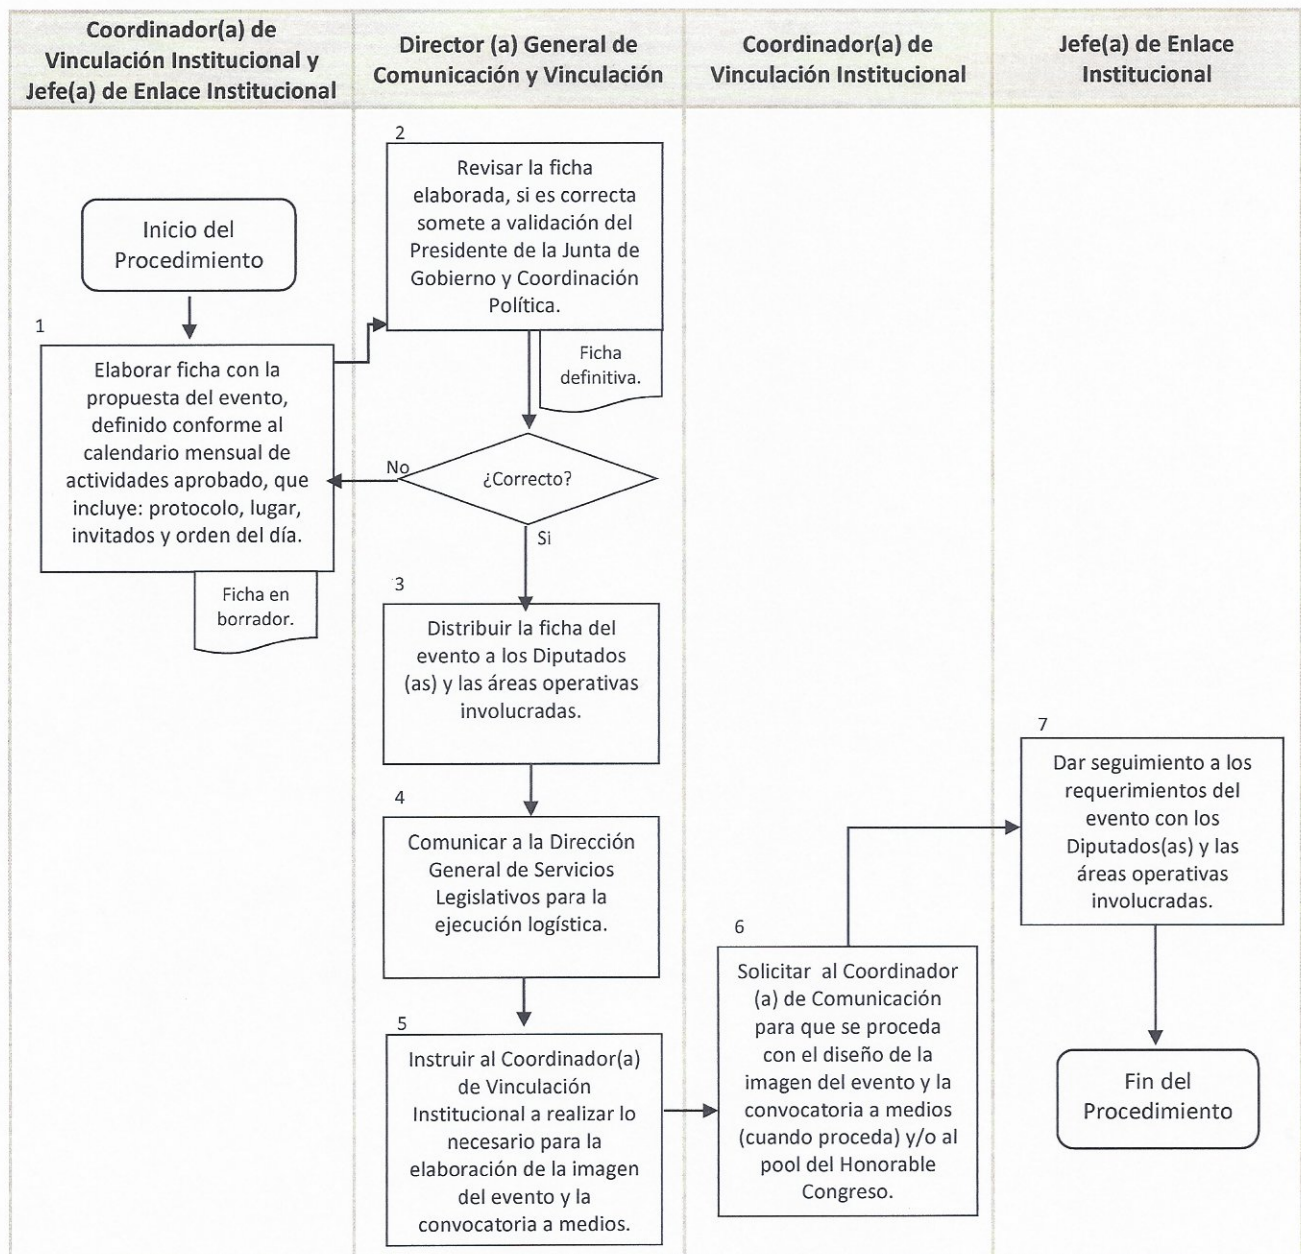 Coordinador(a) de
Vinculación Institucional y
Jefe(a) de Enlace Institucional
Director (a) General de
Comunicación y Vinculación
Coordinador(a) de
Vinculación Institucional
Jefe(a) de Enlace
Institucional
Inicio del
Procedimiento
1
Elaborar ficha con la
propuesta del evento,
definido conforme al
calendario mensual de
actividades aprobado, que
incluye: protocolo, lugar,
invitados y orden del día.
Ficha en
borrador.
2
Revisar la ficha
elaborada, si es correcta
somete a validación del
Presidente de la Junta de
Gobierno y Coordinación
Política.
Ficha
definitiva.
¿Correcto?
No
Si
3
Distribuir la ficha del
evento a los Diputados
(as) y las áreas operativas
involucradas.
4
Comunicar a la Dirección
General de Servicios
Legislativos para la
ejecución logística.
5
Instruir al Coordinador(a)
de Vinculación
Institucional a realizar lo
necesario para la
elaboración de la imagen
del evento y la
convocatoria a medios.
6
Solicitar al Coordinador
(a) de Comunicación
para que se proceda
con el diseño de la
imagen del evento y la
convocatoria a medios
(cuando proceda) y/o al
pool del Honorable
Congreso.
7
Dar seguimiento a los
requerimientos del
evento con los
Diputados(as) y las
áreas operativas
involucradas.
Fin del
Procedimiento